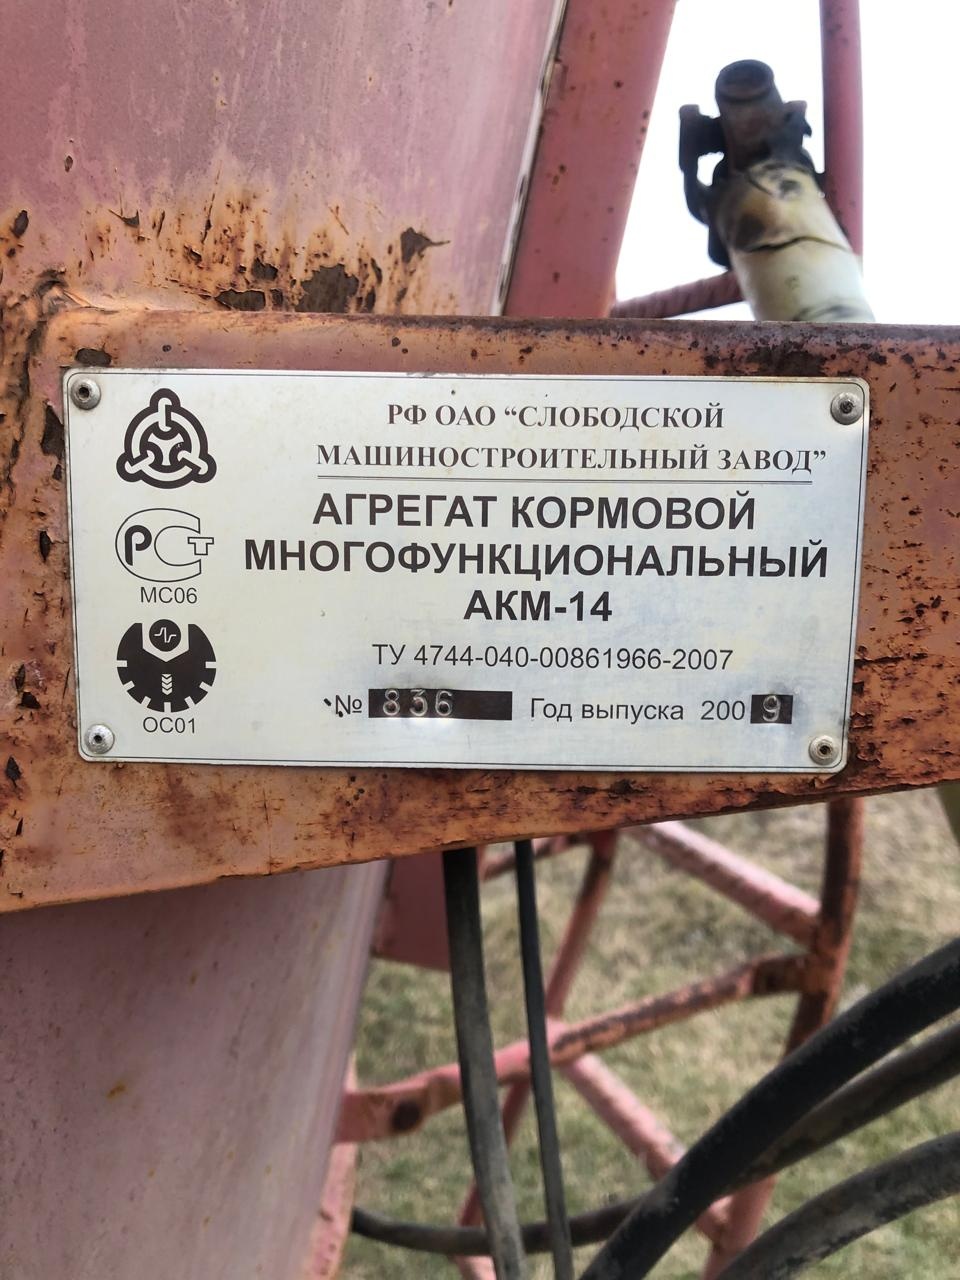 РФ ОАО “СЛОБОДСКОЙ
МАШИНОСТРОИТЕЛЬНЫЙ ЗАВОД”
АГРЕГАТ КОРМОВОЙ
МНОГОФУНКЦИОНАЛЬНЫЙ
АКМ-14
РСТ
МС06
ТУ 4744-040-00861966-2007
№ 836 Год выпуска 2009
ОС01